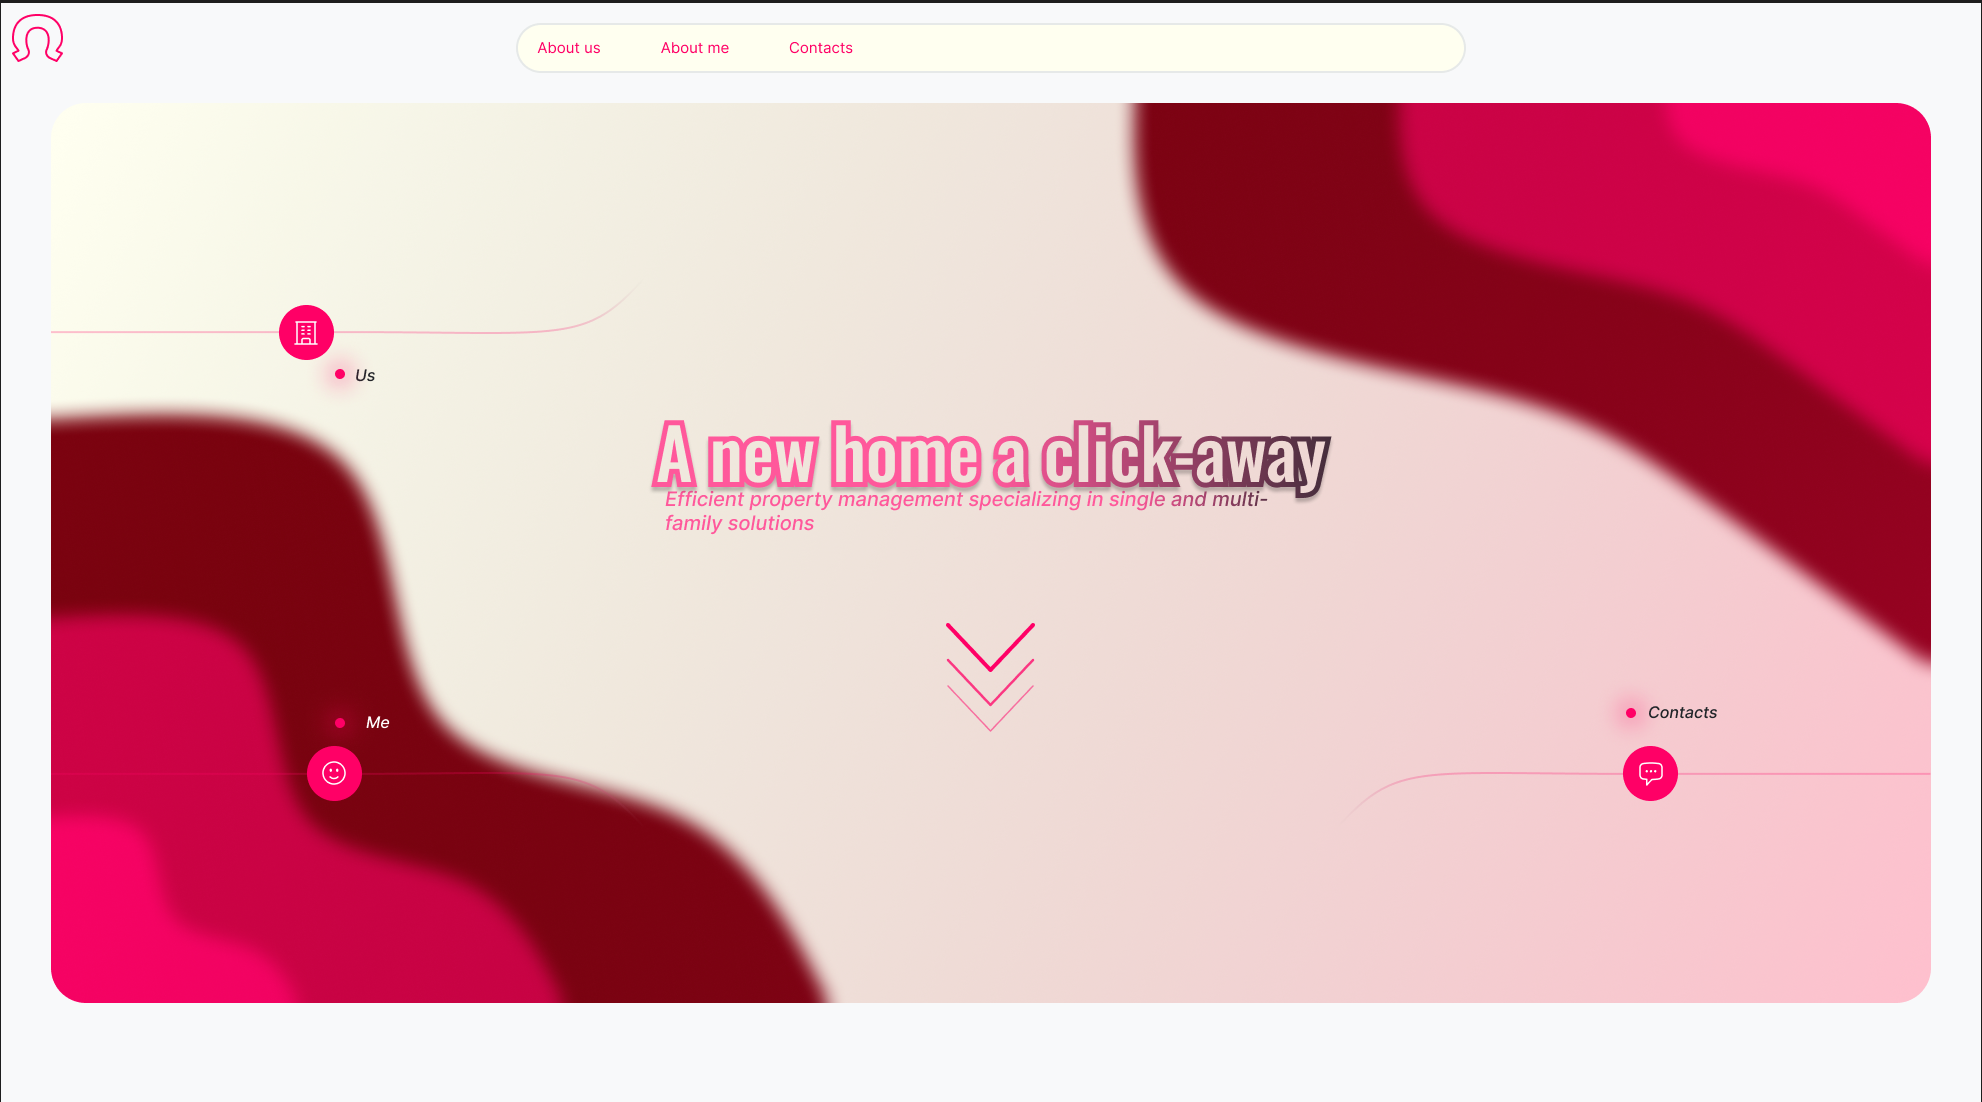 About us
About me
Contacts
Us
A new home a click-away
Efficient property management specializing in single and multi-
family solutions
Me
Contacts